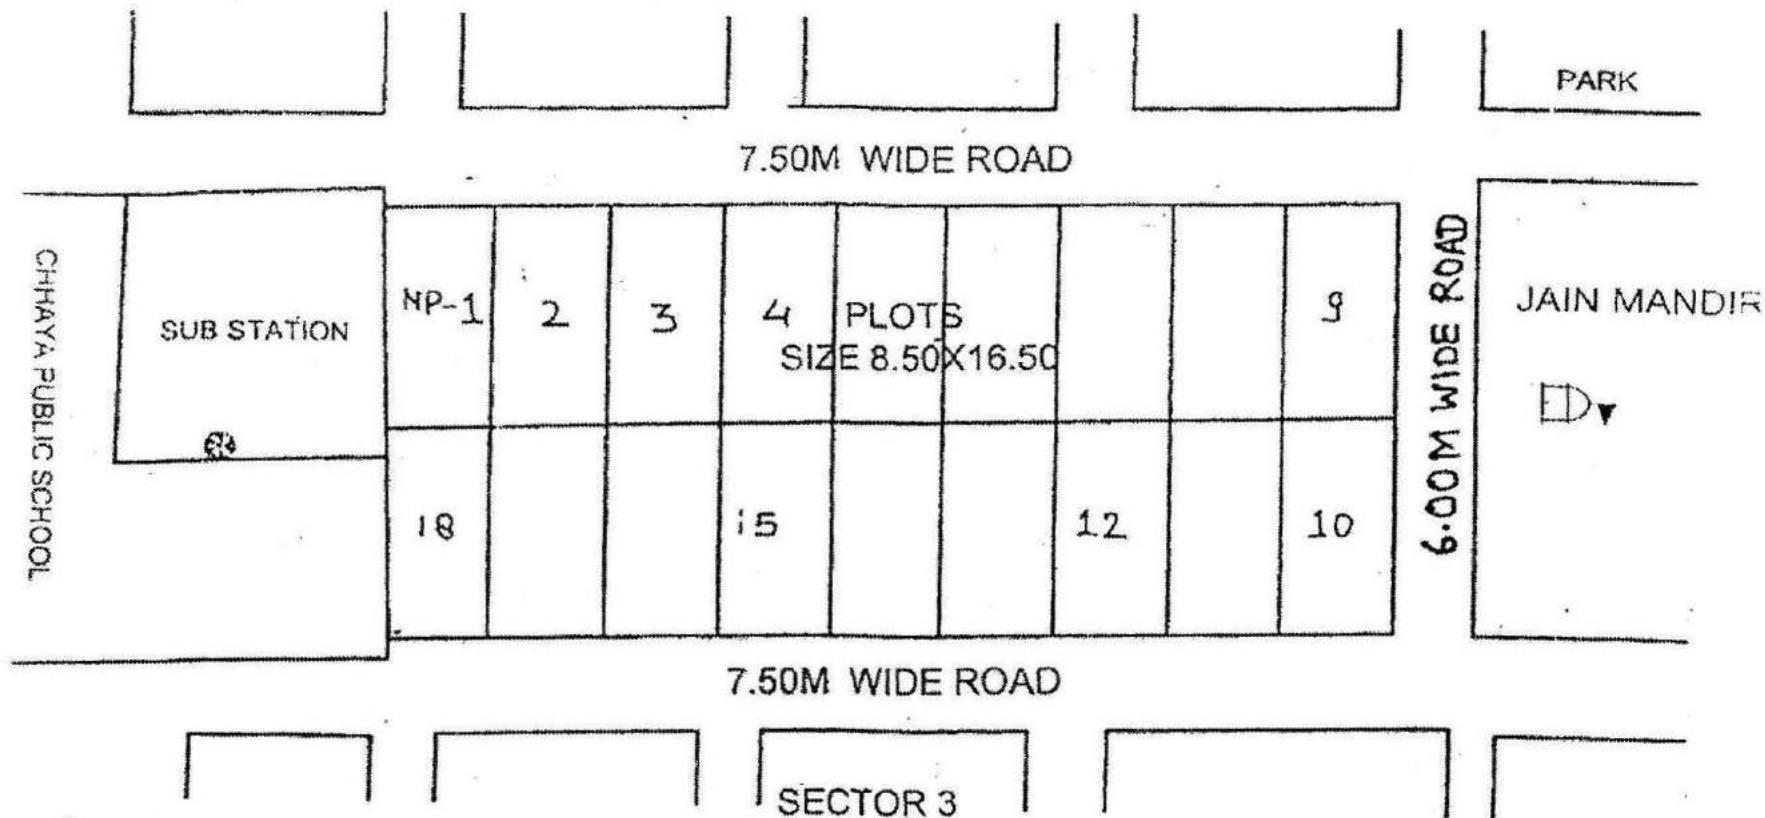 PARK
7.50M WIDE ROAD
CHHAYA PUBLIC SCHOOL
SUB STATION
NP-1
2
3
4
PLOTS
SIZE 8.50X16.50
9
6.00M WIDE ROAD
JAIN MANDIR
18
15
12
10
7.50M WIDE ROAD
SECTOR 3